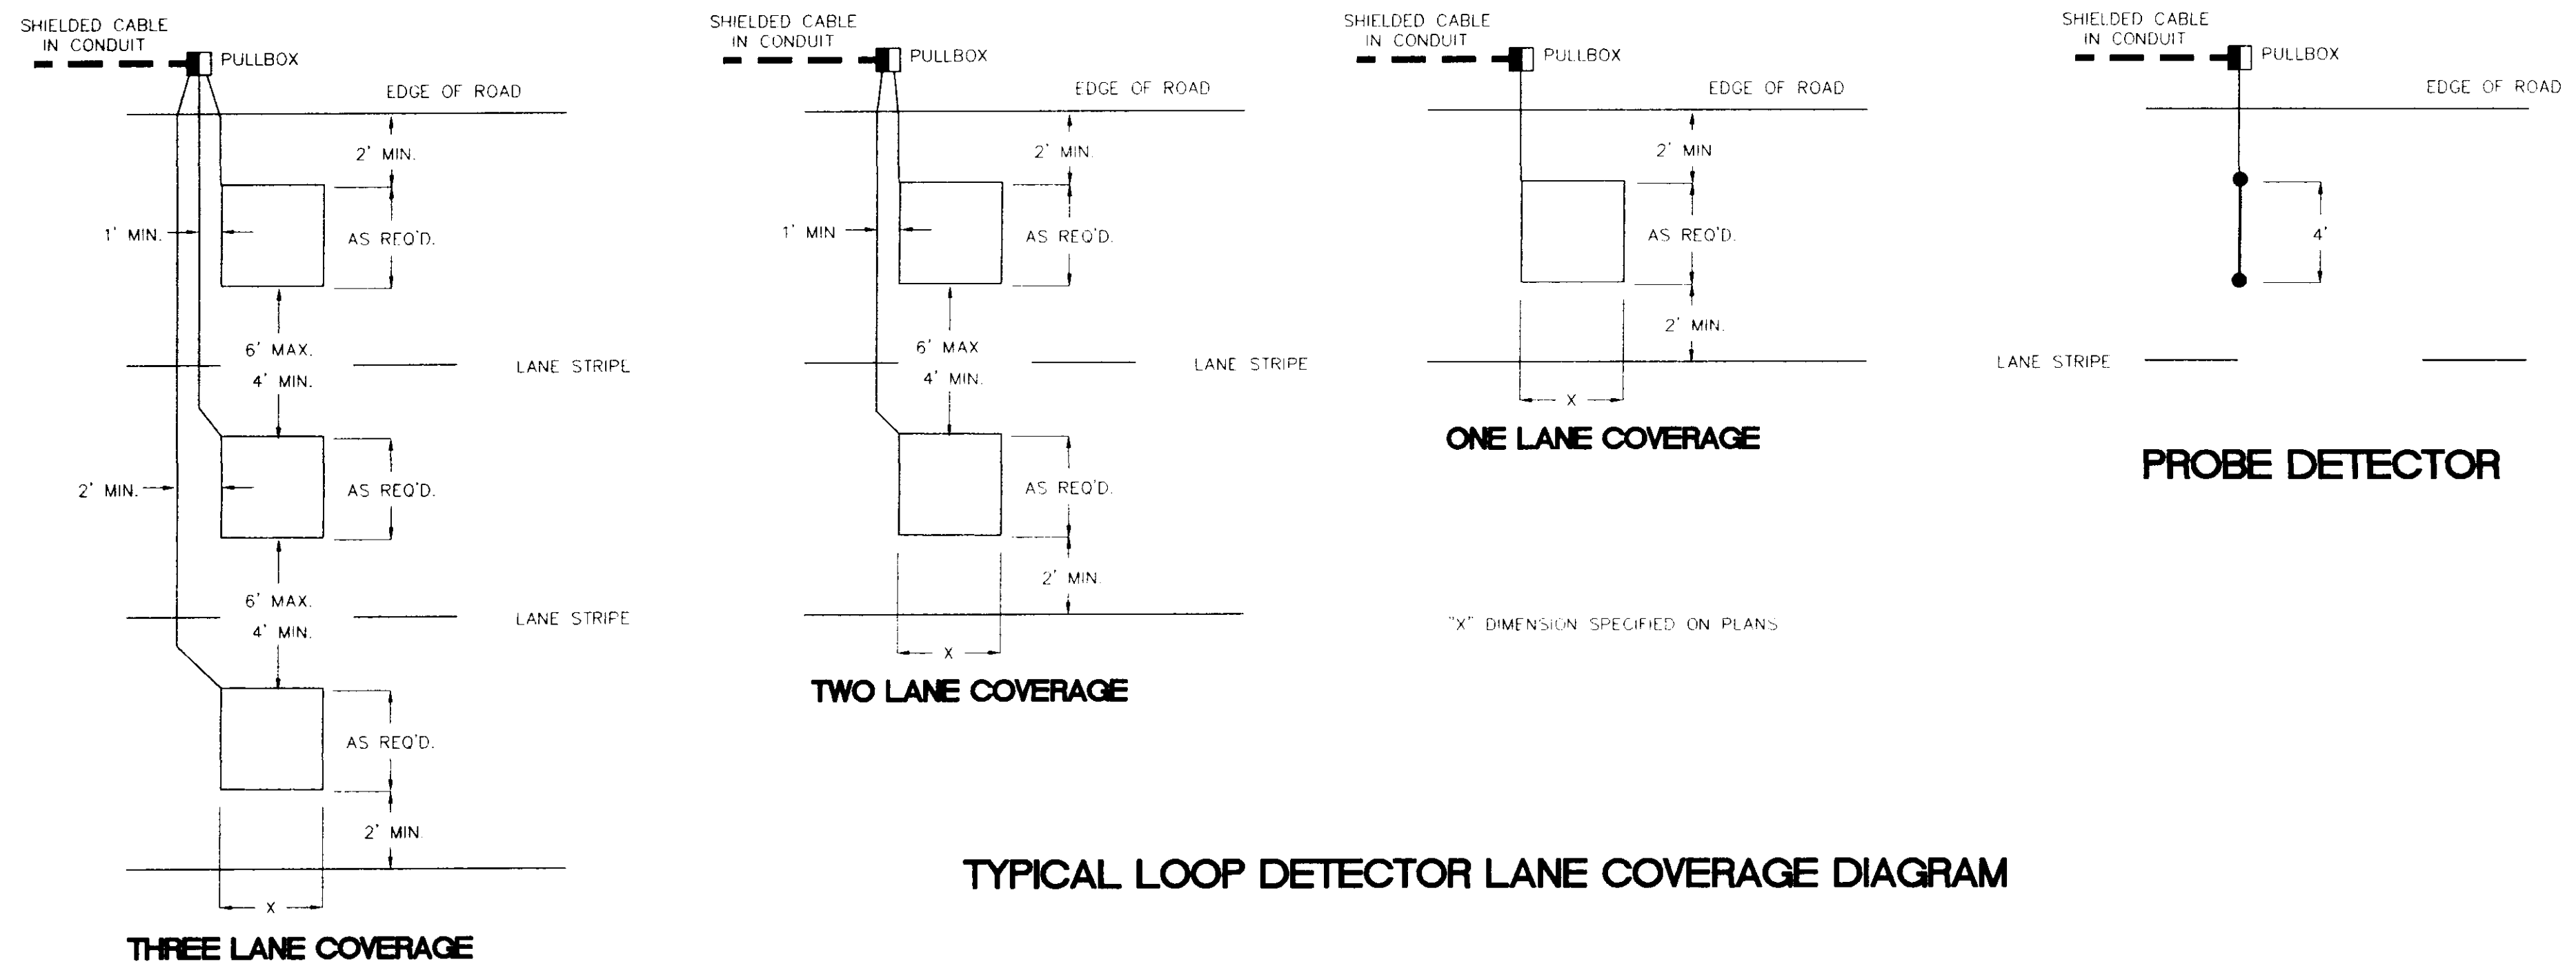 SHIELDED CABLE
IN CONDUIT
PULLBOX
EDGE OF ROAD
2' MIN.
1' MIN.
AS REQ'D.
6' MAX.
LANE STRIPE
4' MIN.
2' MIN.
AS REQ'D.
6' MAX.
LANE STRIPE
4' MIN.
AS REQ'D.
2' MIN.
X
THREE LANE COVERAGE
SHIELDED CABLE
IN CONDUIT
PULLBOX
EDGE OF ROAD
2' MIN.
1' MIN
AS REQ'D.
6' MAX
LANE STRIPE
4' MIN.
AS REQ'D.
2' MIN.
X
TWO LANE COVERAGE
SHIELDED CABLE
IN CONDUIT
PULLBOX
EDGE OF ROAD
2' MIN
AS REQ'D.
2' MIN.
X
ONE LANE COVERAGE
"X" DIMENSION SPECIFIED ON PLANS
SHIELDED CABLE
IN CONDUIT
PULLBOX
EDGE OF ROAD
4'
LANE STRIPE
PROBE DETECTOR
TYPICAL LOOP DETECTOR LANE COVERAGE DIAGRAM